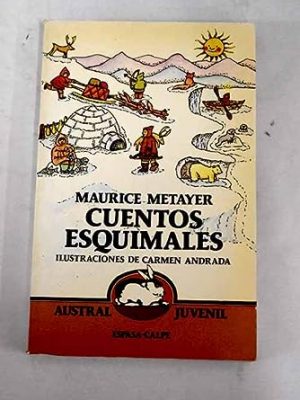 MAURICE METAYER
CUENTOS
ESQUIMALES
ILUSTRACIONES DE CARMEN ANDRADA
AUSTRAL JUVENIL
ESPASA-CALPE